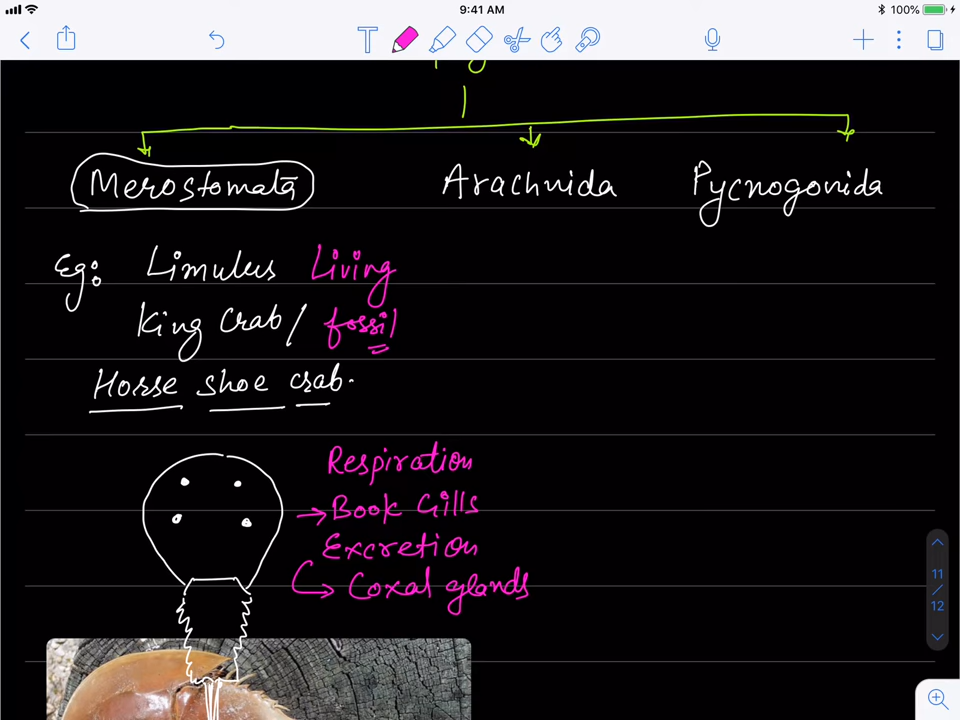 9:41 AM
100%
Merostomata Arachnida Pycnogonida
Eg: Limulus Living
King Crab/ fossil
Horse shoe crab.
Respiration
→ Book Gills
Excretion
→ Coxal glands
11
/
12